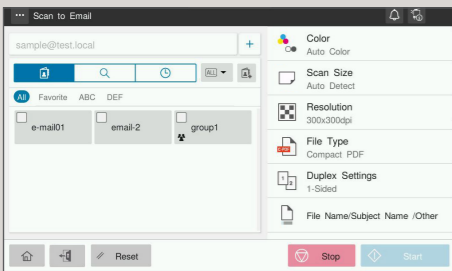 Scan to Email
sample@test.local
+
ALL
All Favorite ABC DEF
e-mail01
email-2
group1
Color
Auto Color
Scan Size
Auto Detect
Resolution
300x300dpi
File Type
Compact PDF
Duplex Settings
1-Sided
File Name/Subject Name /Other
Reset
Stop
Start